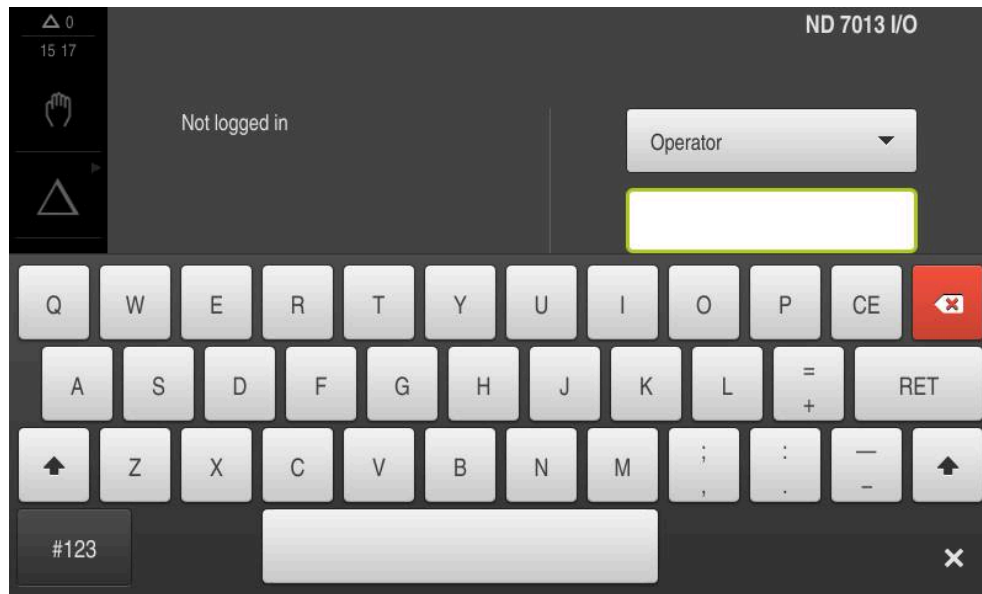 0
15 17
ND 7013 I/O
Not logged in
Operator
Q W E R T Y U I O P CE
A S D F G H J K L = + RET
Z X C V B N M ; , : . — –
#123